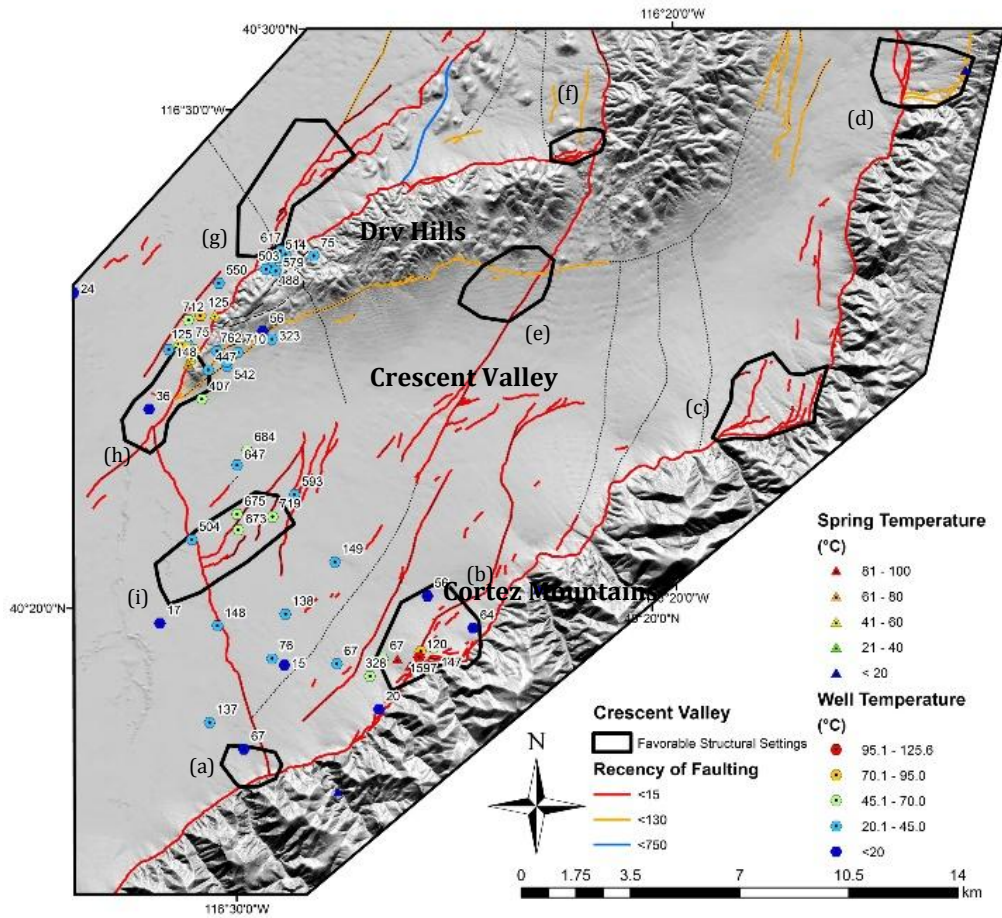 116°20'0"W
40°30'0"N
116°30'0"W
(f)
(d)
(g)
617
514
75
Dry Hills
503
579
550
488
24
712
125
56
(e)
125
75
762
710
323
148
447
542
Crescent Valley
407
36
(c)
(h)
684
647
593
675
719
673
504
149
(b)
56
Cortez Mountains
(i)
40°20'0"N
17
148
138
64
76
15
67
67
120
328
1597
147
20
137
67
(a)
116°30'0"W
Spring Temperature
(°C)
81 - 100
61 - 80
41 - 60
21 - 40
< 20
Well Temperature
(°C)
95.1 - 125.6
70.1 - 95.0
45.1 - 70.0
20.1 - 45.0
<20
Crescent Valley
Favorable Structural Settings
Recency of Faulting
<15
<130
<750
N
0 1.75 3.5 7 10.5 14
km